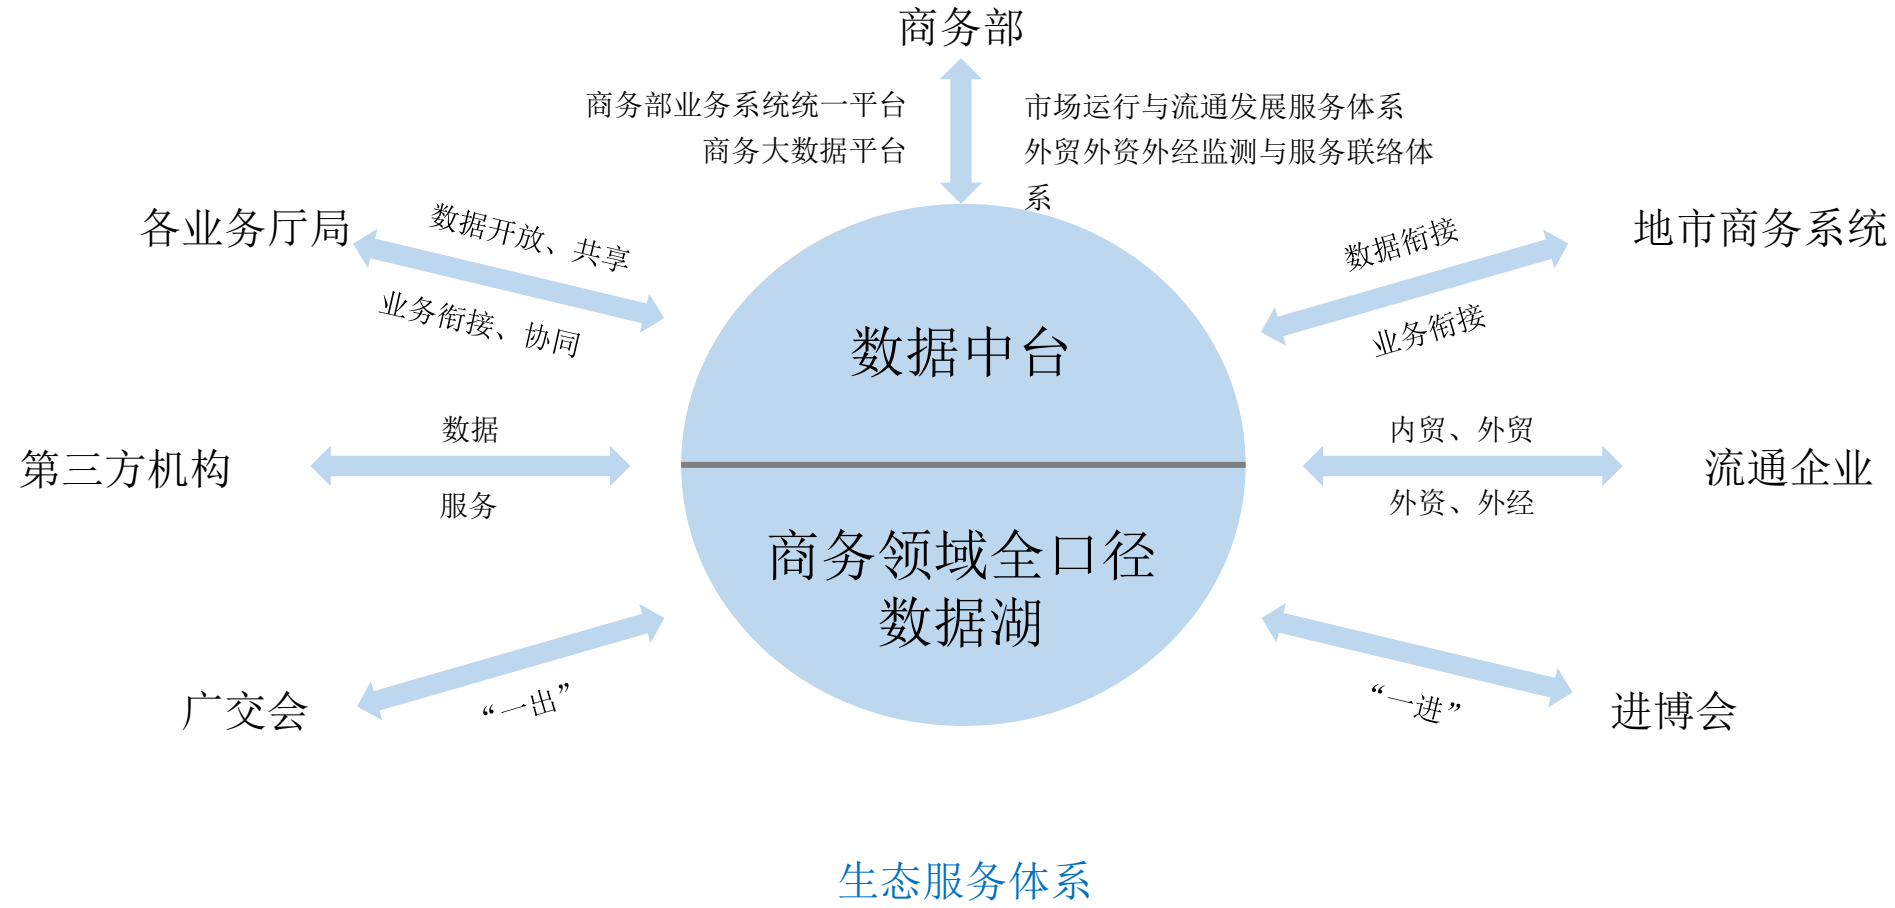 商务部
商务部业务系统统一平台
商务大数据平台
市场运行与流通发展服务体系
外贸外资外经监测与服务联络体
系
各业务厅局
数据开放、共享
业务衔接、协同
数据衔接
业务衔接
地市商务系统
数据中台
第三方机构
数据
服务
内贸、外贸
外资、外经
流通企业
商务领域全口径
数据湖
广交会
“一出”
“一进”
进博会
生态服务体系